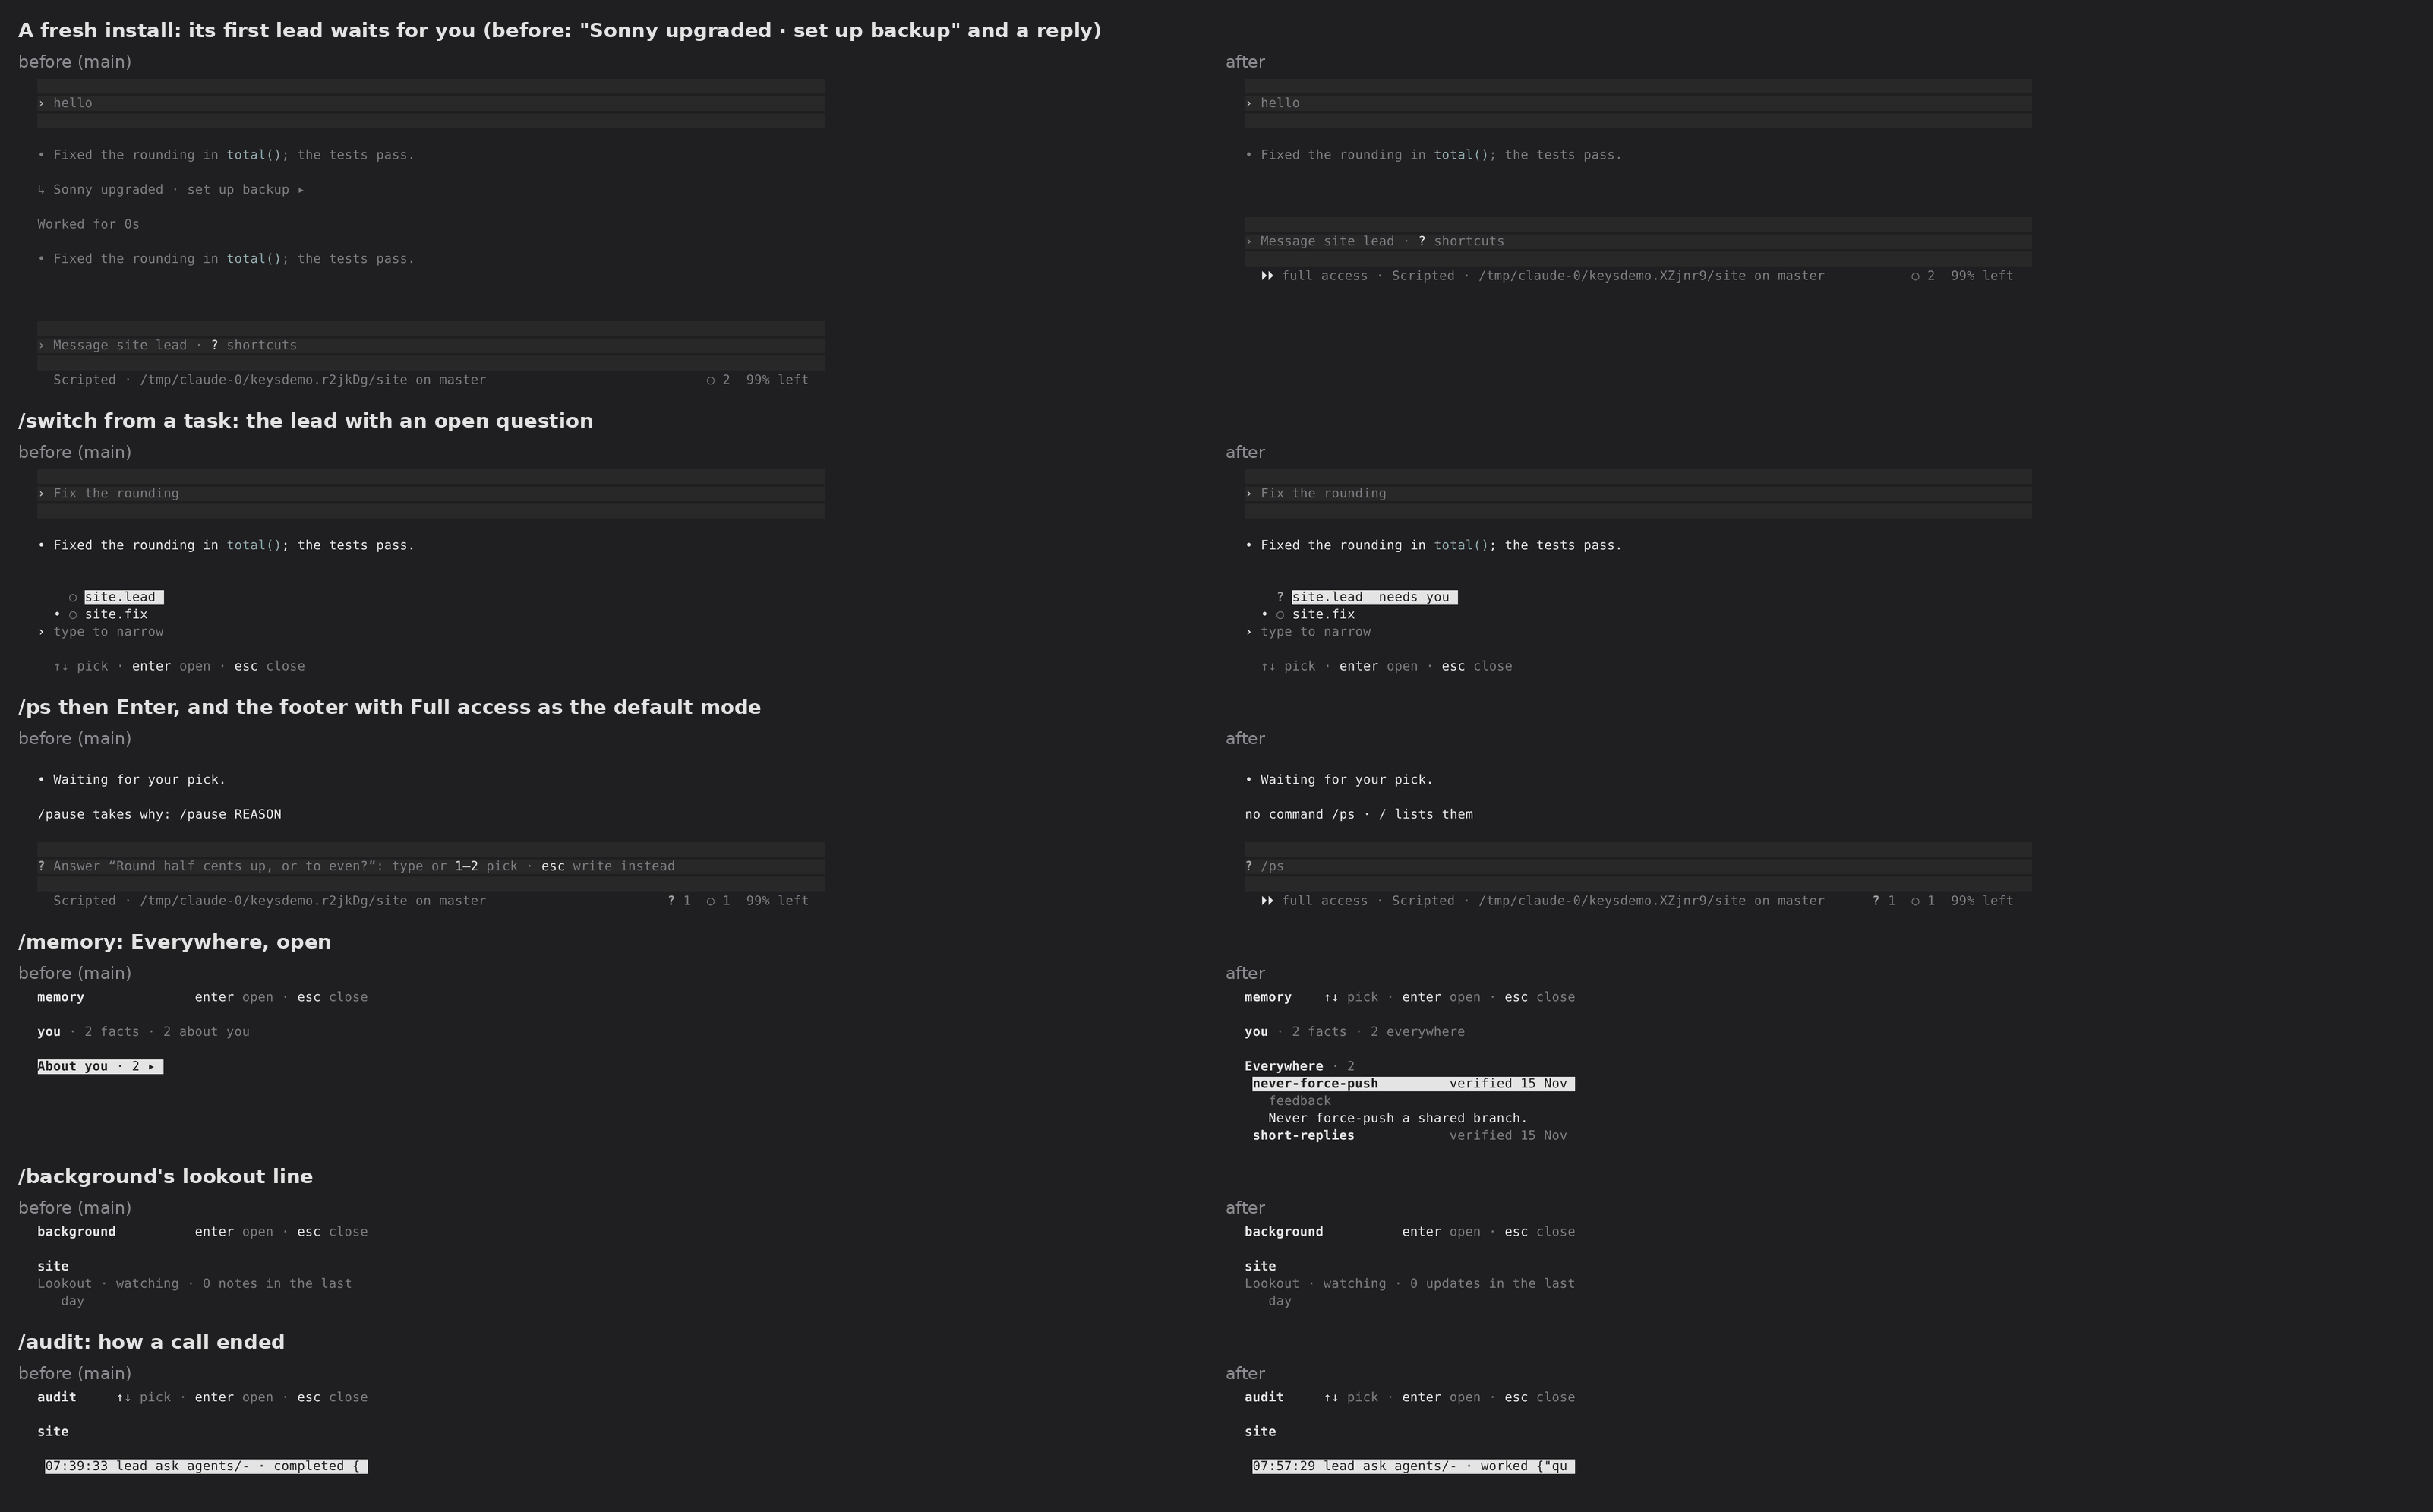 A fresh install: its first lead waits for you (before: "Sonny upgraded · set up backup" and a reply)
before (main)
› hello
• Fixed the rounding in total(); the tests pass.
↳ Sonny upgraded · set up backup ▸
Worked for 0s
• Fixed the rounding in total(); the tests pass.
› Message site lead · ? shortcuts
Scripted · /tmp/claude-0/keysdemo.r2jkDg/site on master ○ 2 99% left
after
› hello
• Fixed the rounding in total(); the tests pass.
› Message site lead · ? shortcuts
⏵⏵ full access · Scripted · /tmp/claude-0/keysdemo.XZjnr9/site on master ○ 2 99% left
/switch from a task: the lead with an open question
before (main)
› Fix the rounding
• Fixed the rounding in total(); the tests pass.
○ site.lead
• ○ site.fix
› type to narrow
↑↓ pick · enter open · esc close
after
› Fix the rounding
• Fixed the rounding in total(); the tests pass.
? site.lead needs you
• ○ site.fix
› type to narrow
↑↓ pick · enter open · esc close
/ps then Enter, and the footer with Full access as the default mode
before (main)
• Waiting for your pick.
/pause takes why: /pause REASON
? Answer “Round half cents up, or to even?”: type or 1–2 pick · esc write instead
Scripted · /tmp/claude-0/keysdemo.r2jkDg/site on master ? 1 ○ 1 99% left
after
• Waiting for your pick.
no command /ps · / lists them
? /ps
⏵⏵ full access · Scripted · /tmp/claude-0/keysdemo.XZjnr9/site on master ? 1 ○ 1 99% left
/memory: Everywhere, open
before (main)
memory enter open · esc close
you · 2 facts · 2 about you
About you · 2 ▸
after
memory ↑↓ pick · enter open · esc close
you · 2 facts · 2 everywhere
Everywhere · 2
never-force-push verified 15 Nov
feedback
Never force-push a shared branch.
short-replies verified 15 Nov
/background's lookout line
before (main)
background enter open · esc close
site
Lookout · watching · 0 notes in the last
day
after
background enter open · esc close
site
Lookout · watching · 0 updates in the last
day
/audit: how a call ended
before (main)
audit ↑↓ pick · enter open · esc close
site
07:39:33 lead ask agents/- · completed {
after
audit ↑↓ pick · enter open · esc close
site
07:57:29 lead ask agents/- · worked {"qu